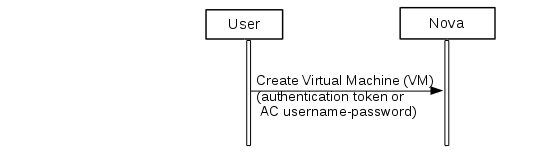 User
Nova
Create Virtual Machine (VM)
(authentication token or
AC username-password)